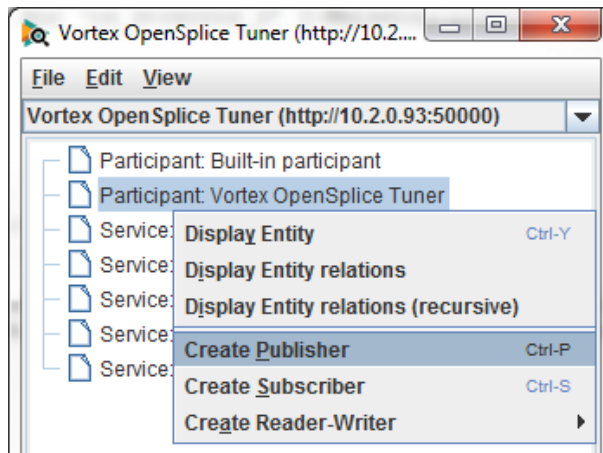 Vortex OpenSplice Tuner (http://10.2....
File Edit View
Vortex OpenSplice Tuner (http://10.2.0.93:50000)
Participant: Built-in participant
Participant: Vortex OpenSplice Tuner
Service:
Display Entity Ctrl-Y
Service:
Display Entity relations
Service:
Display Entity relations (recursive)
Service:
Create Publisher Ctrl-P
Service:
Create Subscriber Ctrl-S
Create Reader-Writer